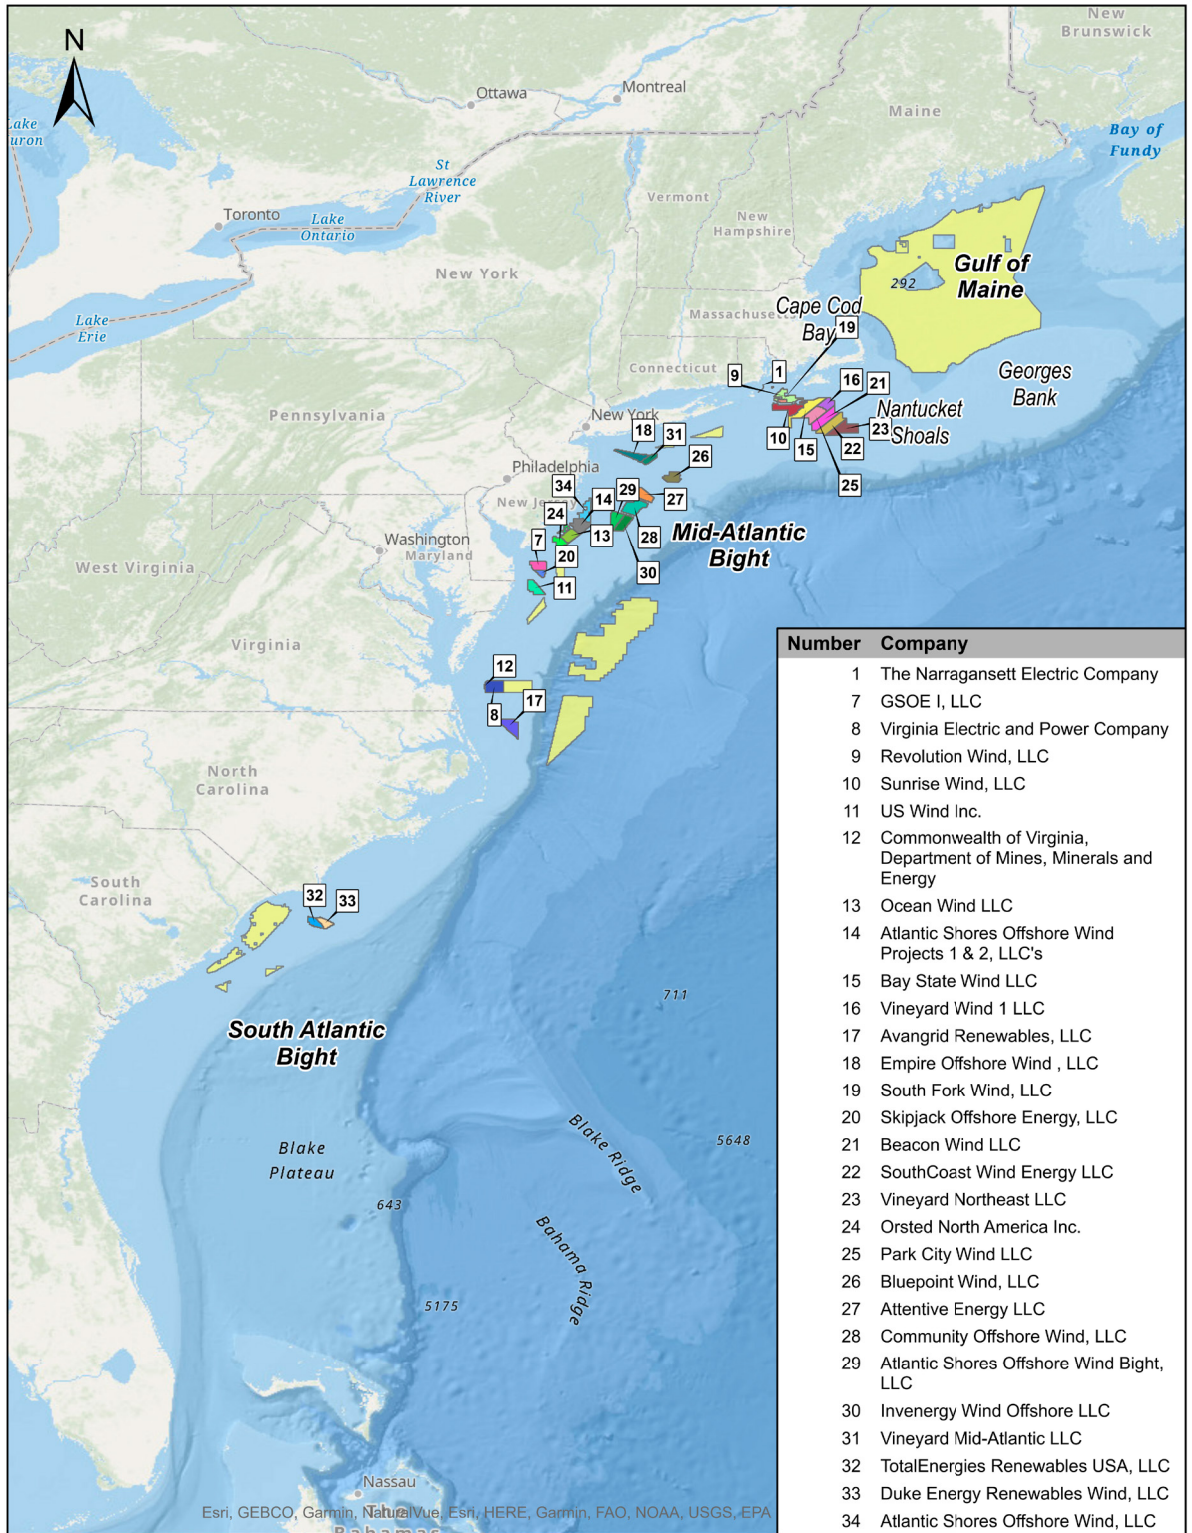 New
Brunswick
N
Ottawa
Montreal
Maine
Lake
uron
Bay of
Fundy
St
Lawrence
River
Vermont
Toronto
Lake
Ontario
New
Hampshire
New York
Gulf of
Maine
292
Cape Cod
Bay
Massachuset
19
Lake
Erie
Connecticut
9
1
16
21
Georges
Bank
Pennsylvania
New York
Nantucket
Shoals
18
31
10
15
22
23
25
26
Philadelphia
34
14
29
27
New Jer
24
13
28
Mid-Atlantic
Bight
Washington
Maryland
7
20
30
11
West Virginia
Virginia
12
8
17
North
Carolina
South
Carolina
32
33
South Atlantic
Bight
711
Blake
Plateau
Blake Ridge
5648
643
Bahama Ridge
5175
Nassau
The
Bahamas
Esri, GEBCO, Garmin, NaturalVue, Esri, HERE, Garmin, FAO, NOAA, USGS, EPA
Number Company
1 The Narragansett Electric Company
7 GSOE I, LLC
8 Virginia Electric and Power Company
9 Revolution Wind, LLC
10 Sunrise Wind, LLC
11 US Wind Inc.
12 Commonwealth of Virginia,
Department of Mines, Minerals and
Energy
13 Ocean Wind LLC
14 Atlantic Shores Offshore Wind
Projects 1 & 2, LLC's
15 Bay State Wind LLC
16 Vineyard Wind 1 LLC
17 Avangrid Renewables, LLC
18 Empire Offshore Wind , LLC
19 South Fork Wind, LLC
20 Skipjack Offshore Energy, LLC
21 Beacon Wind LLC
22 SouthCoast Wind Energy LLC
23 Vineyard Northeast LLC
24 Orsted North America Inc.
25 Park City Wind LLC
26 Bluepoint Wind, LLC
27 Attentive Energy LLC
28 Community Offshore Wind, LLC
29 Atlantic Shores Offshore Wind Bight,
LLC
30 Invenergy Wind Offshore LLC
31 Vineyard Mid-Atlantic LLC
32 TotalEnergies Renewables USA, LLC
33 Duke Energy Renewables Wind, LLC
34 Atlantic Shores Offshore Wind, LLC